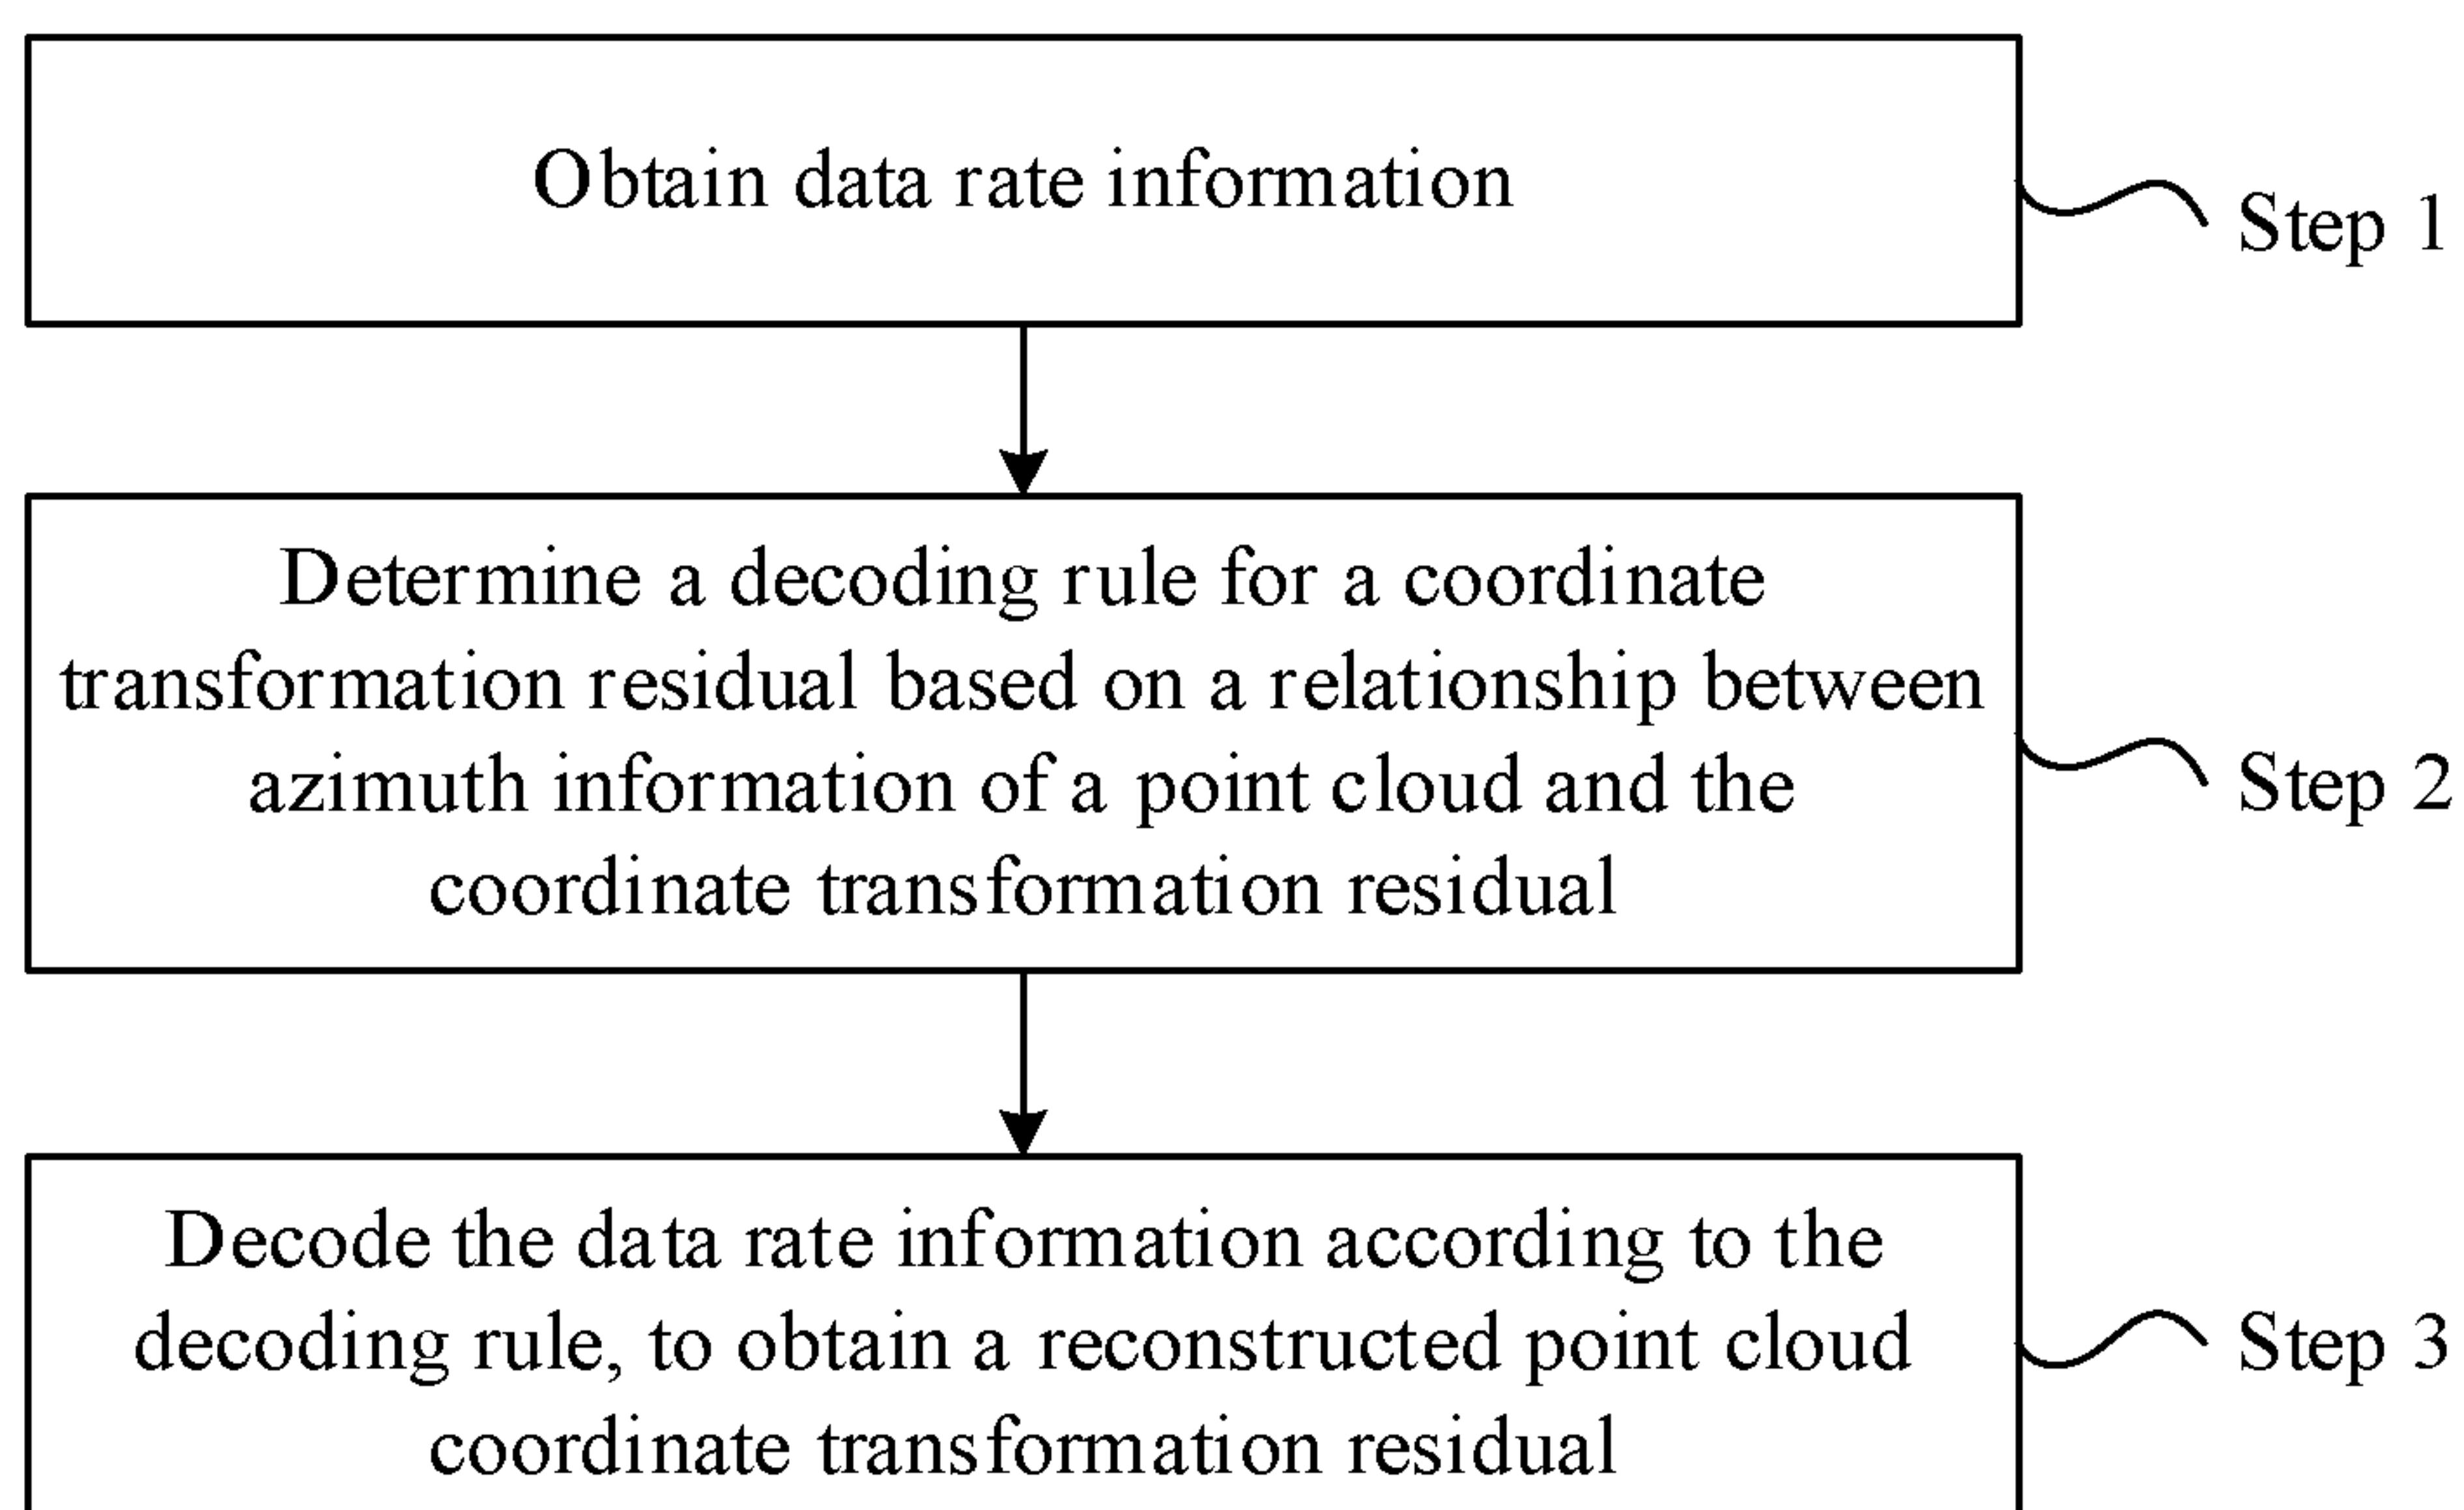 Obtain data rate information
Step 1
Determine a decoding rule for a coordinate
transformation residual based on a relationship between
azimuth information of a point cloud and the
coordinate transformation residual
Step 2
Decode the data rate information according to the
decoding rule, to obtain a reconstructed point cloud
coordinate transformation residual
Step 3